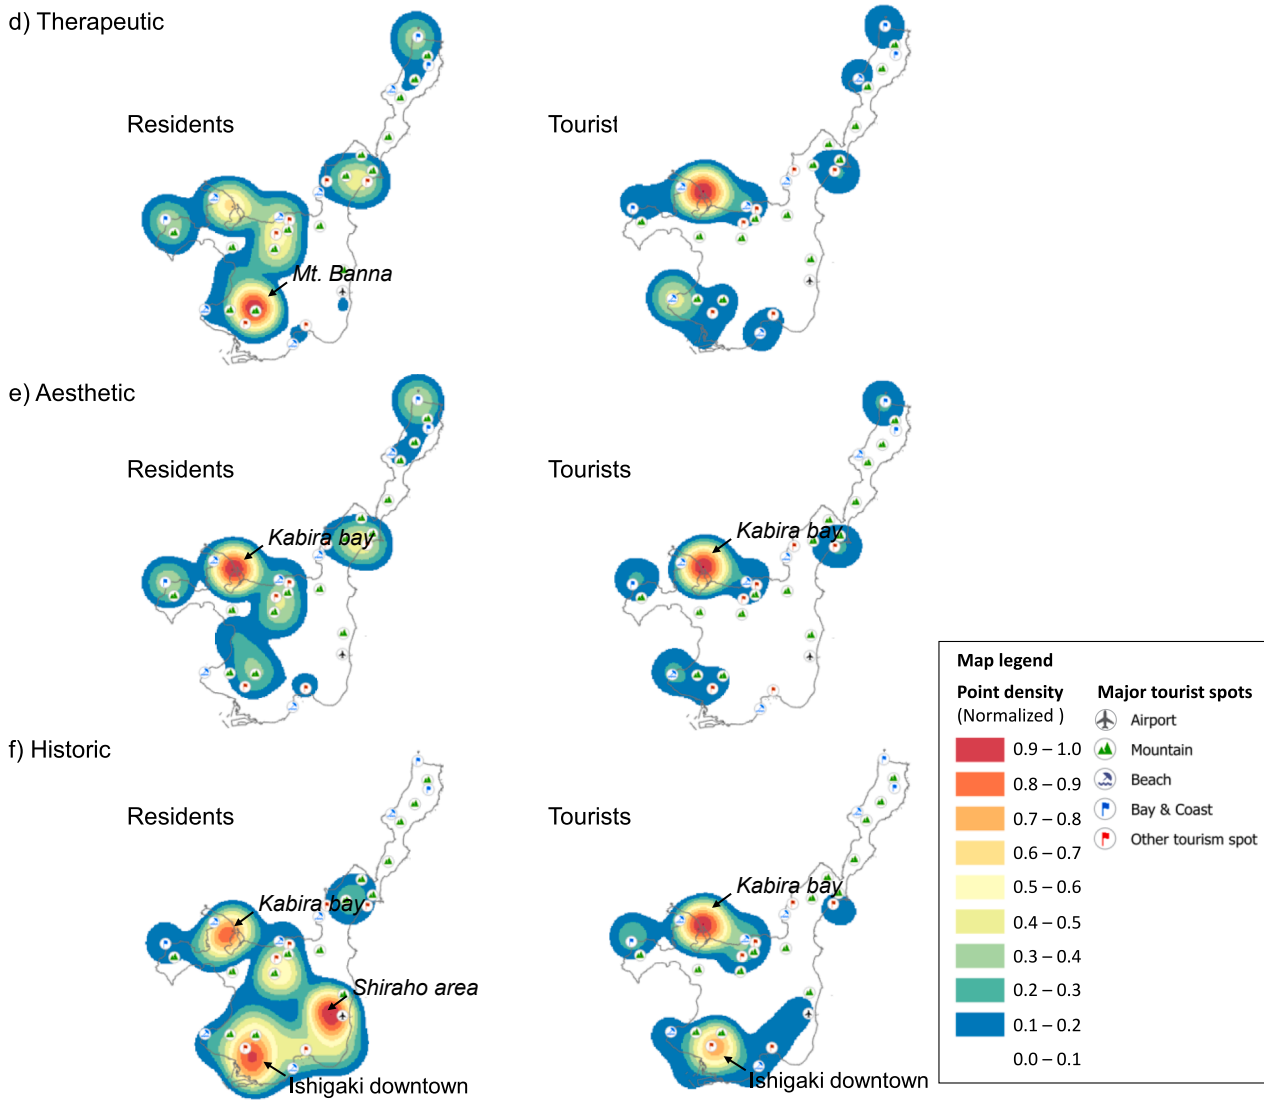 d) Therapeutic
Residents
Tourist
Mt. Banna
e) Aesthetic
Residents
Tourists
Kabira bay
Kabira bay
f) Historic
Residents
Tourists
Kabira bay
Kabira bay
Shiraho area
Ishigaki downtown
Ishigaki downtown
Map legend
Point density
(Normalized )
0.9 – 1.0
0.8 – 0.9
0.7 – 0.8
0.6 – 0.7
0.5 – 0.6
0.4 – 0.5
0.3 – 0.4
0.2 – 0.3
0.1 – 0.2
0.0 – 0.1
Major tourist spots
Airport
Mountain
Beach
Bay & Coast
Other tourism spot